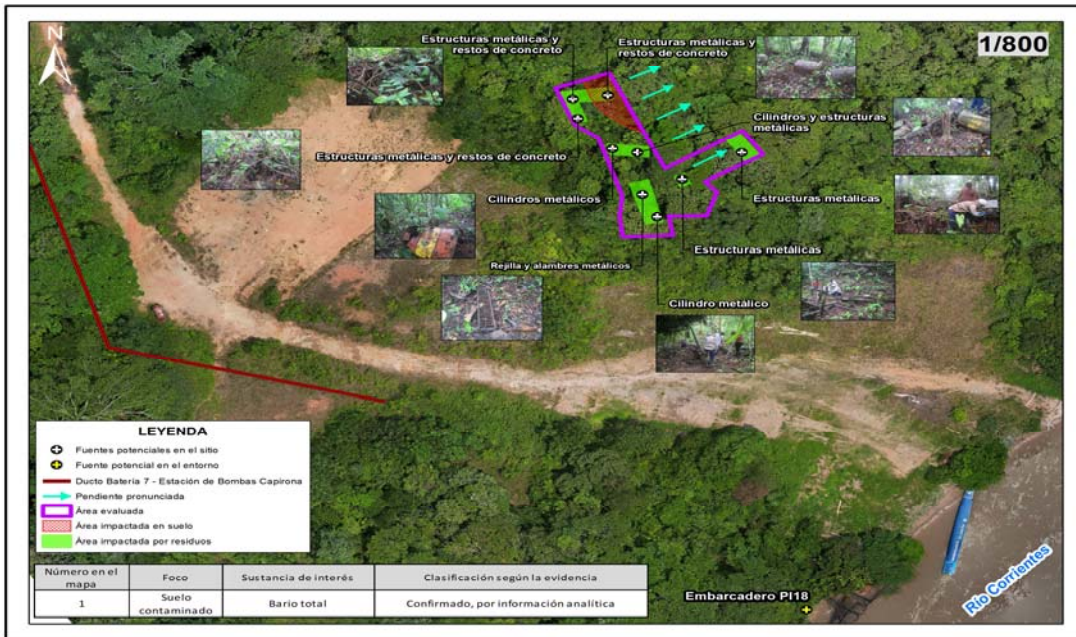 N
1/800
Estructuras metálicas y
restos de concreto
Estructuras metálicas y
restos de concreto
Cilindros y estructuras
metálicas
Estructuras metálicas y restos de concreto
Cilindros metálicos
Estructuras metálicas
Estructuras metálicas
Rejilla y alambres metálicos
Cilindro metálico
LEYENDA
Fuentes potenciales en el sitio
Fuente potencial en el entorno
Ducto Batería 7 - Estación de Bombas Capirona
Pendiente pronunciada
Área evaluada
Área impactada en suelo
Área impactada por residuos
Número en el mapa Foco Sustancia de interés Clasificación según la evidencia
1 Suelo contaminado Bario total Confirmado, por información analítica
Embarcadero PI18
Río Corrientes